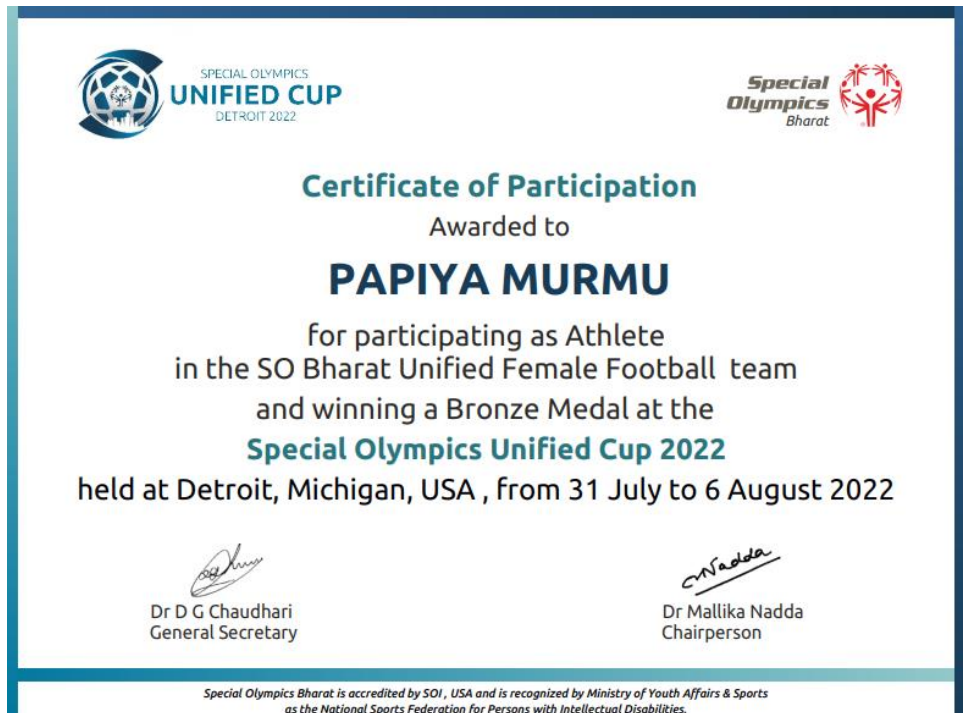 SPECIAL OLYMPICS
UNIFIED CUP
DETROIT 2022
Special
Olympics
Bharat
Certificate of Participation
Awarded to
PAPIYA MURMU
for participating as Athlete
in the SO Bharat Unified Female Football team
and winning a Bronze Medal at the
Special Olympics Unified Cup 2022
held at Detroit, Michigan, USA , from 31 July to 6 August 2022
Nadda
Dr D G Chaudhari
General Secretary
Dr Mallika Nadda
Chairperson
Special Olympics Bharat is accredited by SOI , USA and is recognized by Ministry of Youth Affairs & Sports
as the National Sports Federation for Persons with Intellectual Disabilities.